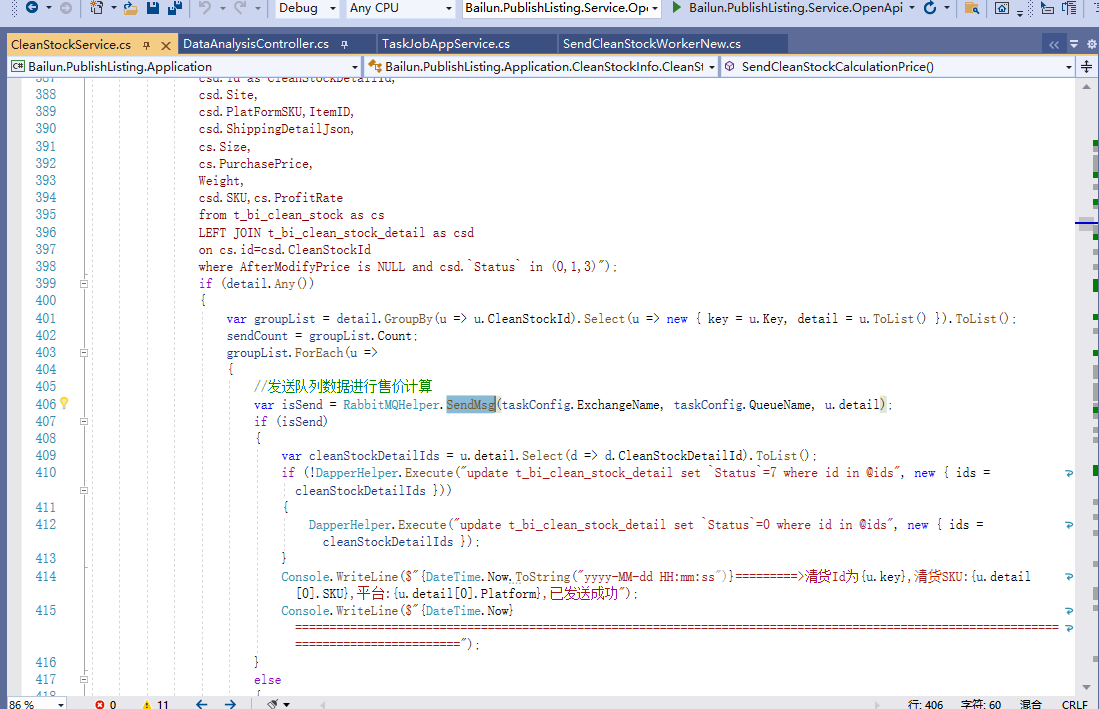 Debug Any CPU Bailun.PublishListing.Service.Op Bailun.PublishListing.Service.OpenApi
CleanStockService.cs DataAnalysisController.cs TaskJobAppService.cs SendCleanStockWorkerNew.cs
Bailun.PublishListing.Application Bailun.PublishListing.Application.CleanStockInfo.CleanSt SendCleanStockCalculationPrice()
387 csd.id as CleanStockDetailId,
388 csd.Site,
389 csd.PlatFormSKU,ItemID,
390 csd.ShippingDetailJson,
391 cs.Size,
392 cs.PurchasePrice,
393 Weight,
394 csd.SKU,cs.ProfitRate
395 from t_bi_clean_stock as cs
396 LEFT JOIN t_bi_clean_stock_detail as csd
397 on cs.id=csd.CleanStockId
398 where AfterModifyPrice is NULL and csd.`Status` in (0,1,3)");
399 if (detail.Any())
400 {
401 var groupList = detail.GroupBy(u => u.CleanStockId).Select(u => new { key = u.Key, detail = u.ToList() }).ToList();
402 sendCount = groupList.Count;
403 groupList.ForEach(u =>
404 {
405 //发送队列数据进行售价计算
406 var isSend = RabbitMQHelper.SendMsg(taskConfig.ExchangeName, taskConfig.QueueName, u.detail);
407 if (isSend)
408 {
409 var cleanStockDetailIds = u.detail.Select(d => d.CleanStockDetailId).ToList();
410 if (!DapperHelper.Execute("update t_bi_clean_stock_detail set `Status`=7 where id in @ids", new { ids =
cleanStockDetailIds }))
411 {
412 DapperHelper.Execute("update t_bi_clean_stock_detail set `Status`=0 where id in @ids", new { ids =
cleanStockDetailIds });
413 }
414 Console.WriteLine($"{DateTime.Now.ToString("yyyy-MM-dd HH:mm:ss")}=========>清货Id为{u.key},清货SKU:{u.detail
[0].SKU},平台:{u.detail[0].Platform},已发送成功");
415 Console.WriteLine($"{DateTime.Now}
===============================================================================================================
========================");
416 }
417 else
418 {
86 % 0 11 行: 406 字符: 60 混合 CRLF